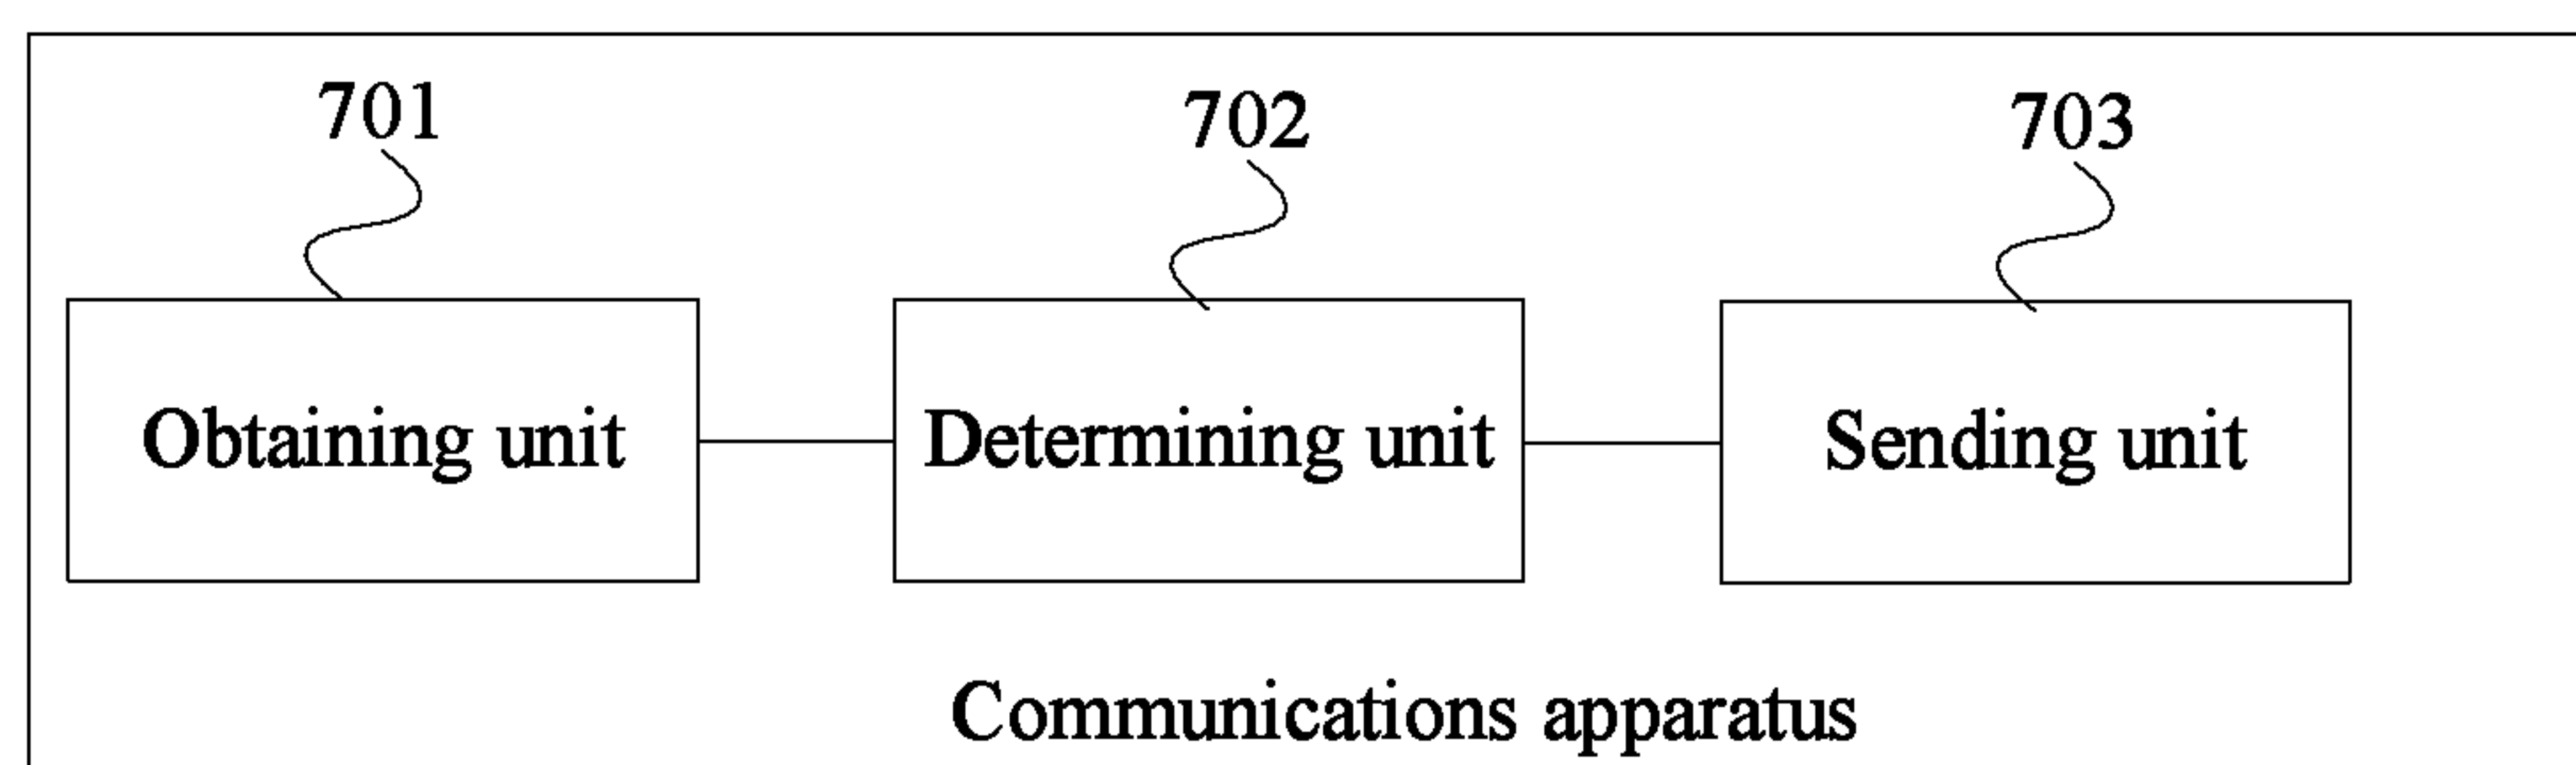 701 702 703
Obtaining unit Determining unit Sending unit
Communications apparatus